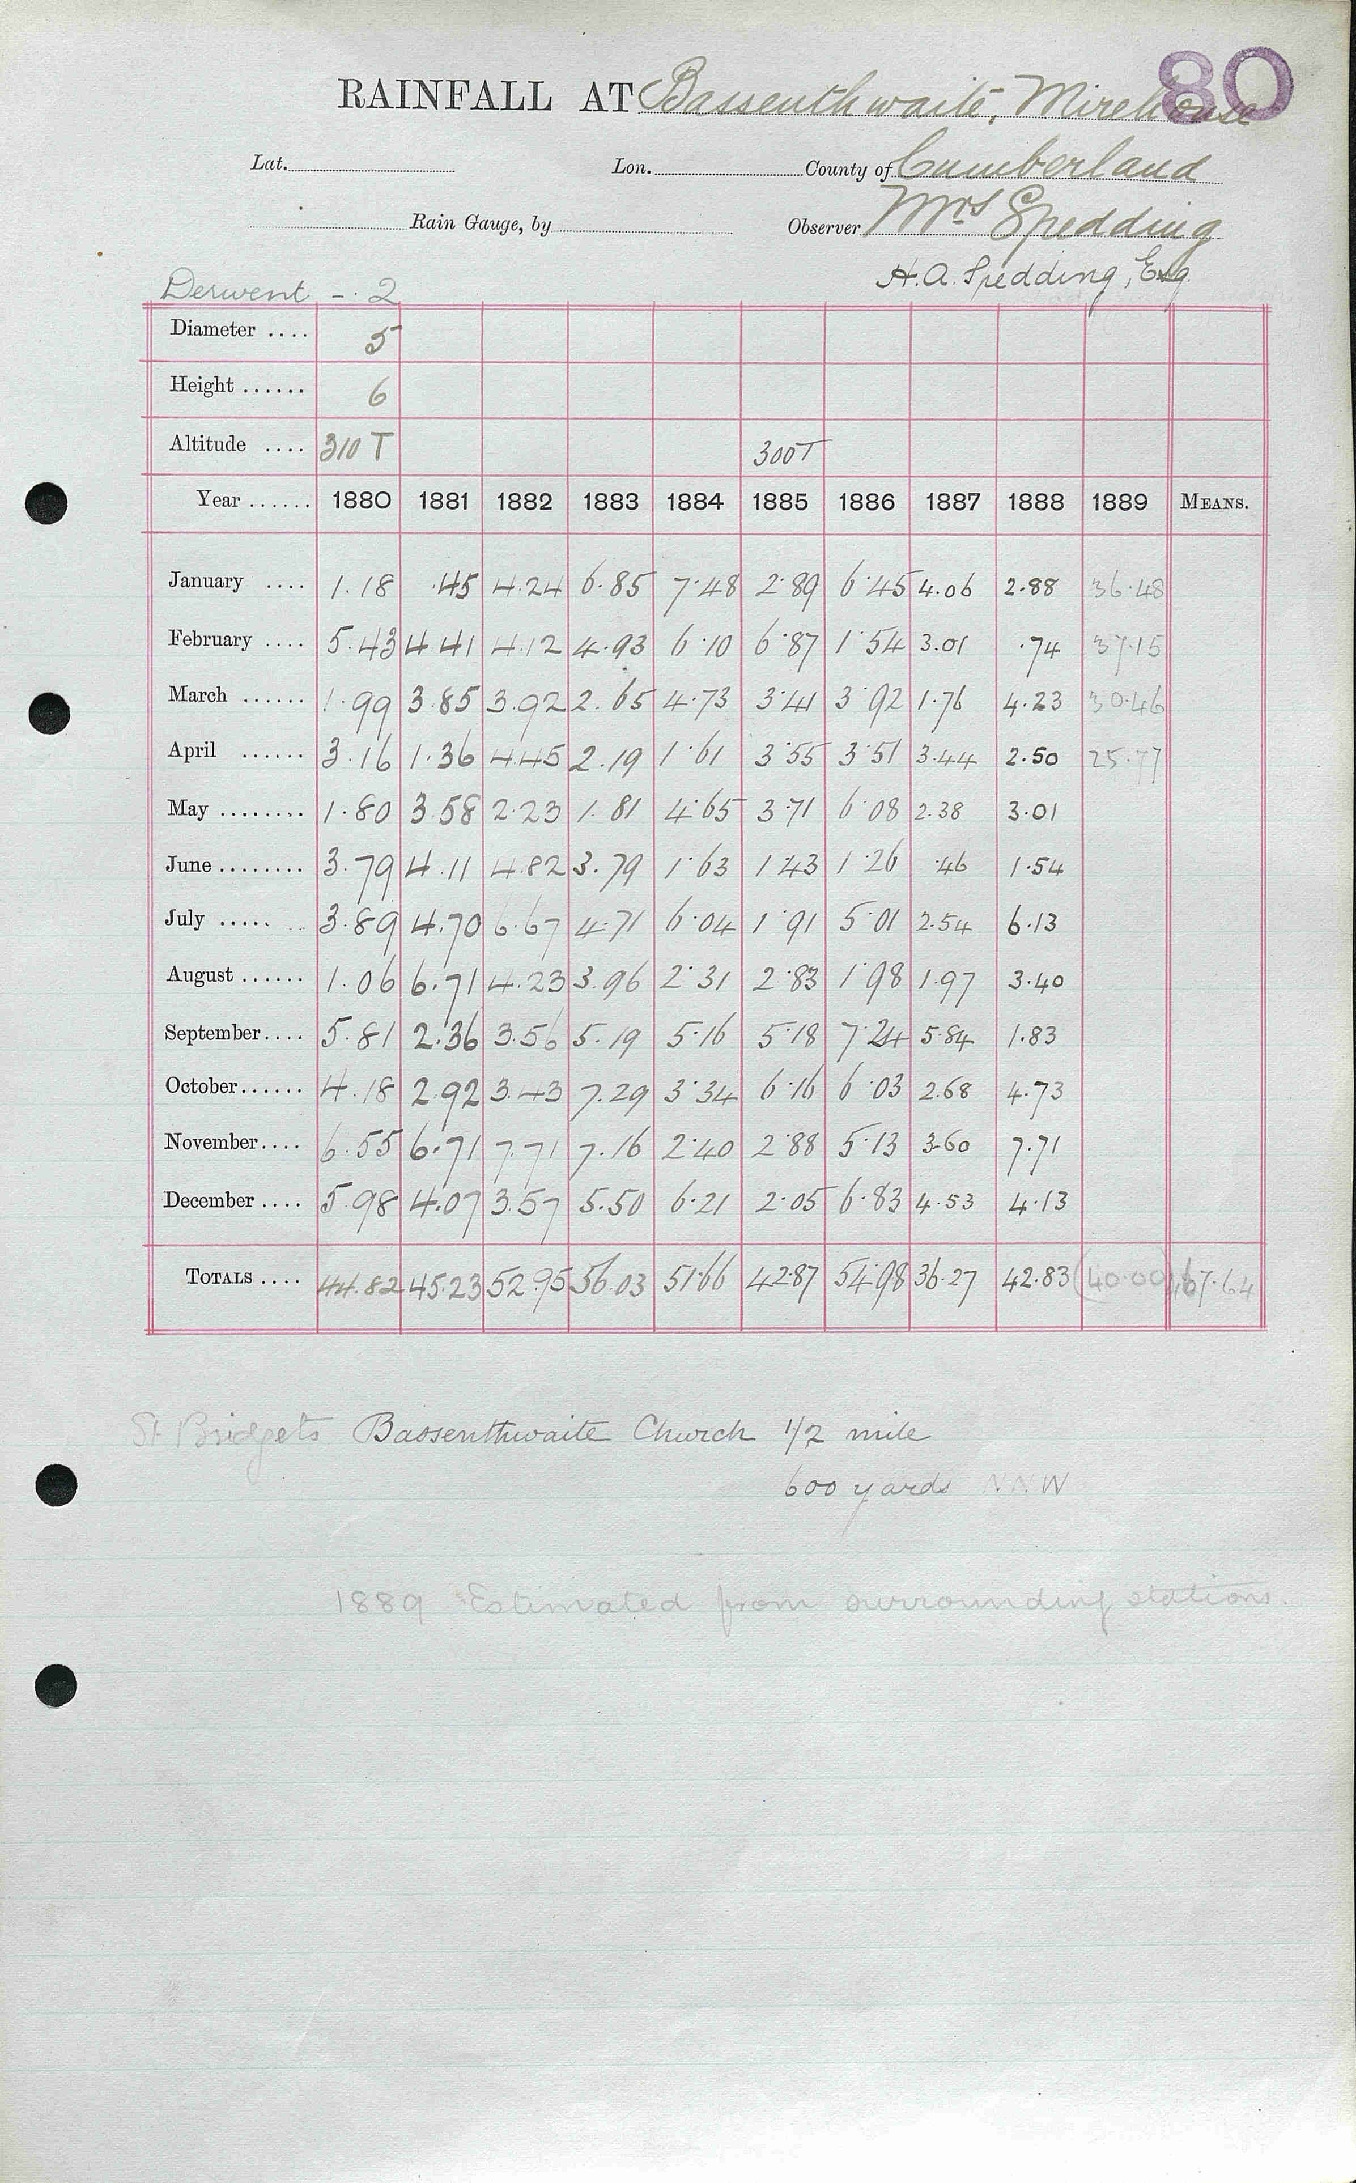 80
RAINFALL AT Bassenthwaite, Mirehouse
Lat. Lon. County of Cumberland
Rain Gauge, by Observer Mrs Spedding
H.A. Spedding, Esq
Derwent - 2
Diameter .... 5
Height ...... 6
Altitude .... 310 T 300T
Year ...... 1880 1881 1882 1883 1884 1885 1886 1887 1888 1889 MEANS.
January .... 1.18 .45 4.24 6.85 7.48 2.89 6.45 4.06 2.88 36.48
February .... 5.43 4.41 4.12 4.93 6.10 6.87 1.54 3.01 .74 37.15
March ...... 1.99 3.85 3.92 2.65 4.73 3.41 3.92 1.76 4.23 30.46
April ...... 3.16 1.36 4.45 2.19 1.61 3.55 3.51 3.44 2.50 25.77
May ........ 1.80 3.58 2.23 1.81 4.65 3.71 6.08 2.38 3.01
June ........ 3.79 4.11 4.82 3.79 1.63 1.43 1.26 .46 1.54
July ..... 3.89 4.70 6.67 4.71 6.04 1.91 5.01 2.54 6.13
August ...... 1.06 6.71 4.23 3.96 2.31 2.83 1.98 1.97 3.40
September.... 5.81 2.36 3.56 5.19 5.16 5.18 7.24 5.84 1.83
October...... 4.18 2.92 3.43 7.29 3.34 6.16 6.03 2.68 4.73
November.... 6.55 6.71 7.71 7.16 2.40 2.88 5.13 3.60 7.71
December .... 5.98 4.07 3.57 5.50 6.21 2.05 6.83 4.53 4.13
TOTALS .... 44.82 45.23 52.95 56.03 51.66 42.87 54.98 36.27 42.83 (40.00) 467.64
St Bridgets Bassenthwaite Church 1/2 mile
600 yards NNW
1889 Estimated from surrounding stations.